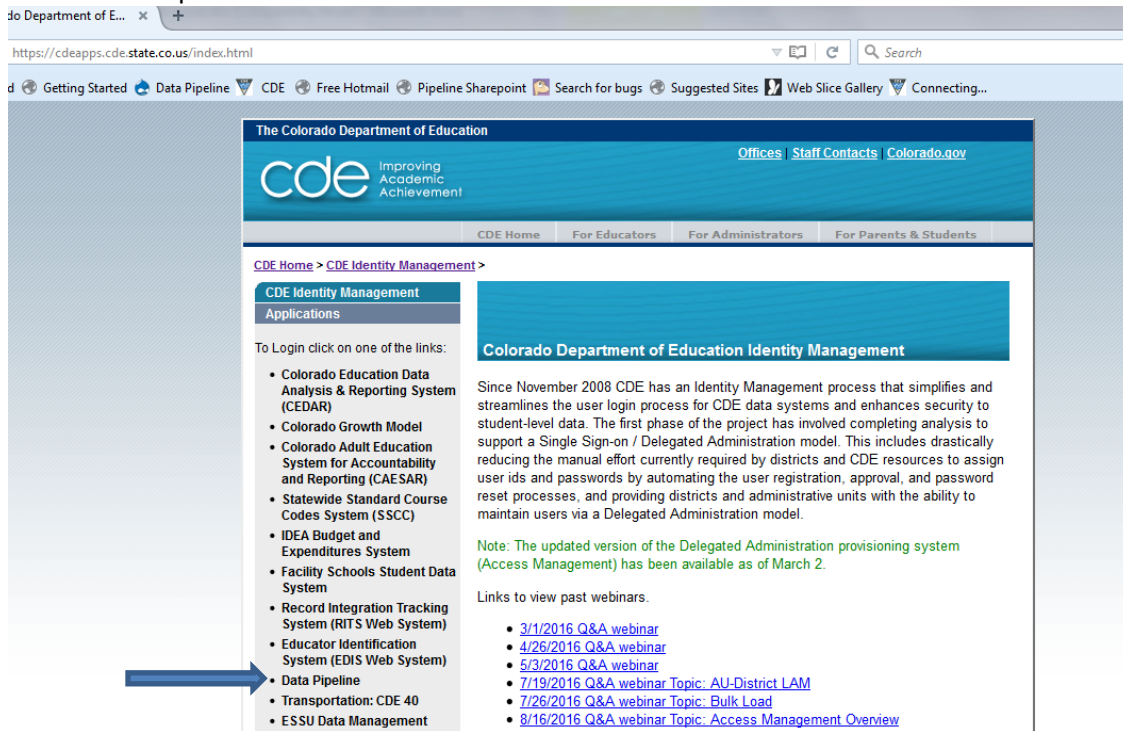 do Department of E... × +
https://cdeapps.cde.state.co.us/index.html
Search
d Getting Started Data Pipeline CDE Free Hotmail Pipeline Sharepoint Search for bugs Suggested Sites Web Slice Gallery Connecting...
The Colorado Department of Education
Offices | Staff Contacts | Colorado.gov
cde Improving
Academic
Achievement
CDE Home For Educators For Administrators For Parents & Students
CDE Home > CDE Identity Management >
CDE Identity Management
Applications
To Login click on one of the links:
• Colorado Education Data
Analysis & Reporting System
(CEDAR)
• Colorado Growth Model
• Colorado Adult Education
System for Accountability
and Reporting (CAESAR)
• Statewide Standard Course
Codes System (SSCC)
• IDEA Budget and
Expenditures System
• Facility Schools Student Data
System
• Record Integration Tracking
System (RITS Web System)
• Educator Identification
System (EDIS Web System)
• Data Pipeline
• Transportation: CDE 40
• ESSU Data Management
Colorado Department of Education Identity Management
Since November 2008 CDE has an Identity Management process that simplifies and
streamlines the user login process for CDE data systems and enhances security to
student-level data. The first phase of the project has involved completing analysis to
support a Single Sign-on / Delegated Administration model. This includes drastically
reducing the manual effort currently required by districts and CDE resources to assign
user ids and passwords by automating the user registration, approval, and password
reset processes, and providing districts and administrative units with the ability to
maintain users via a Delegated Administration model.
Note: The updated version of the Delegated Administration provisioning system
(Access Management) has been available as of March 2.
Links to view past webinars.
• 3/1/2016 Q&A webinar
• 4/26/2016 Q&A webinar
• 5/3/2016 Q&A webinar
• 7/19/2016 Q&A webinar Topic: AU-District LAM
• 7/26/2016 Q&A webinar Topic: Bulk Load
• 8/16/2016 Q&A webinar Topic: Access Management Overview